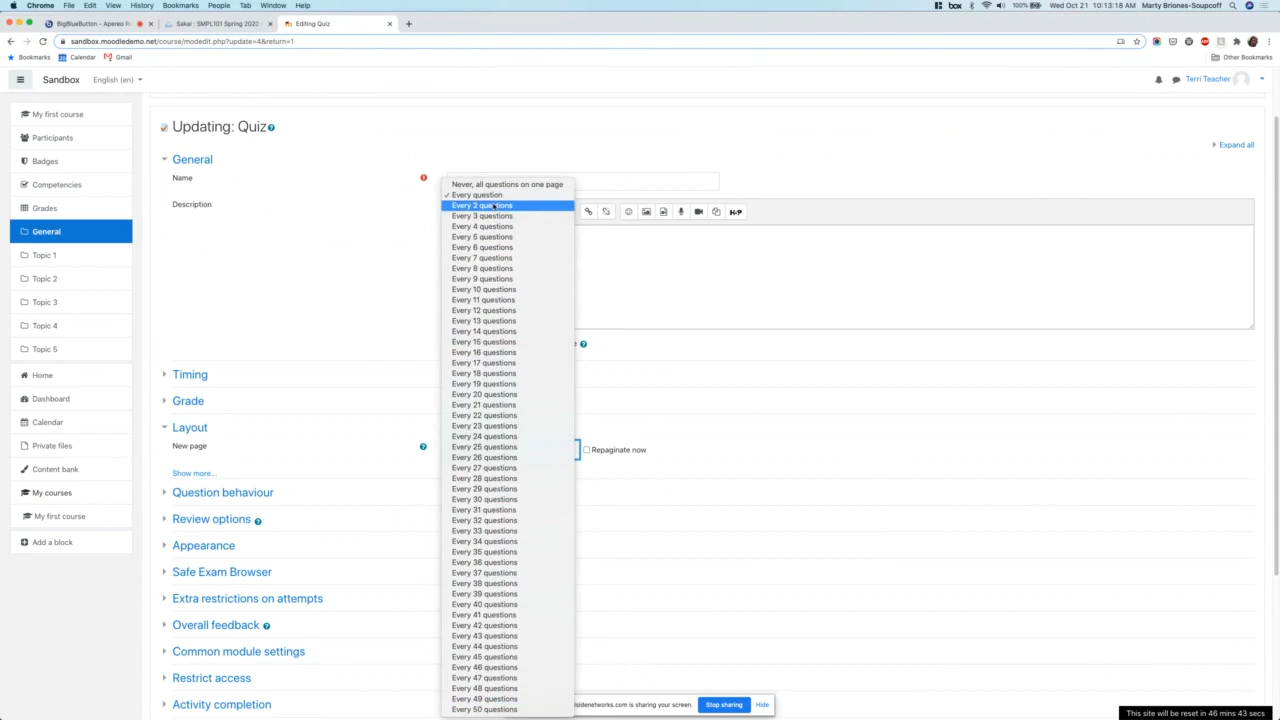 Chrome File Edit View History Bookmarks People Tab Window Help
box 100% Wed Oct 21 10:13:18 AM Marty Briones-Soupcoff
BigBlueButton - Apereo R
Sakai : SMPL101 Spring 2020
Editing Quiz
sandbox.moodledemo.net/course/modedit.php?update=4&return=1
Bookmarks Calendar Gmail Other Bookmarks
Sandbox English (en) Terri Teacher
My first course
Participants
Badges
Competencies
Grades
General
Topic 1
Topic 2
Topic 3
Topic 4
Topic 5
Home
Dashboard
Calendar
Private files
Content bank
My courses
My first course
Add a block
Updating: Quiz
Expand all
General
Name
Description
H-P
Timing
Grade
Layout
New page
Repaginate now
Show more...
Question behaviour
Review options
Appearance
Safe Exam Browser
Extra restrictions on attempts
Overall feedback
Common module settings
Restrict access
Activity completion
Never, all questions on one page
Every question
Every 2 questions
Every 3 questions
Every 4 questions
Every 5 questions
Every 6 questions
Every 7 questions
Every 8 questions
Every 9 questions
Every 10 questions
Every 11 questions
Every 12 questions
Every 13 questions
Every 14 questions
Every 15 questions
Every 16 questions
Every 17 questions
Every 18 questions
Every 19 questions
Every 20 questions
Every 21 questions
Every 22 questions
Every 23 questions
Every 24 questions
Every 25 questions
Every 26 questions
Every 27 questions
Every 28 questions
Every 29 questions
Every 30 questions
Every 31 questions
Every 32 questions
Every 33 questions
Every 34 questions
Every 35 questions
Every 36 questions
Every 37 questions
Every 38 questions
Every 39 questions
Every 40 questions
Every 41 questions
Every 42 questions
Every 43 questions
Every 44 questions
Every 45 questions
Every 46 questions
Every 47 questions
Every 48 questions
Every 49 questions
Every 50 questions
lsidenetworks.com is sharing your screen. Stop sharing Hide
This site will be reset in 46 mins 43 secs